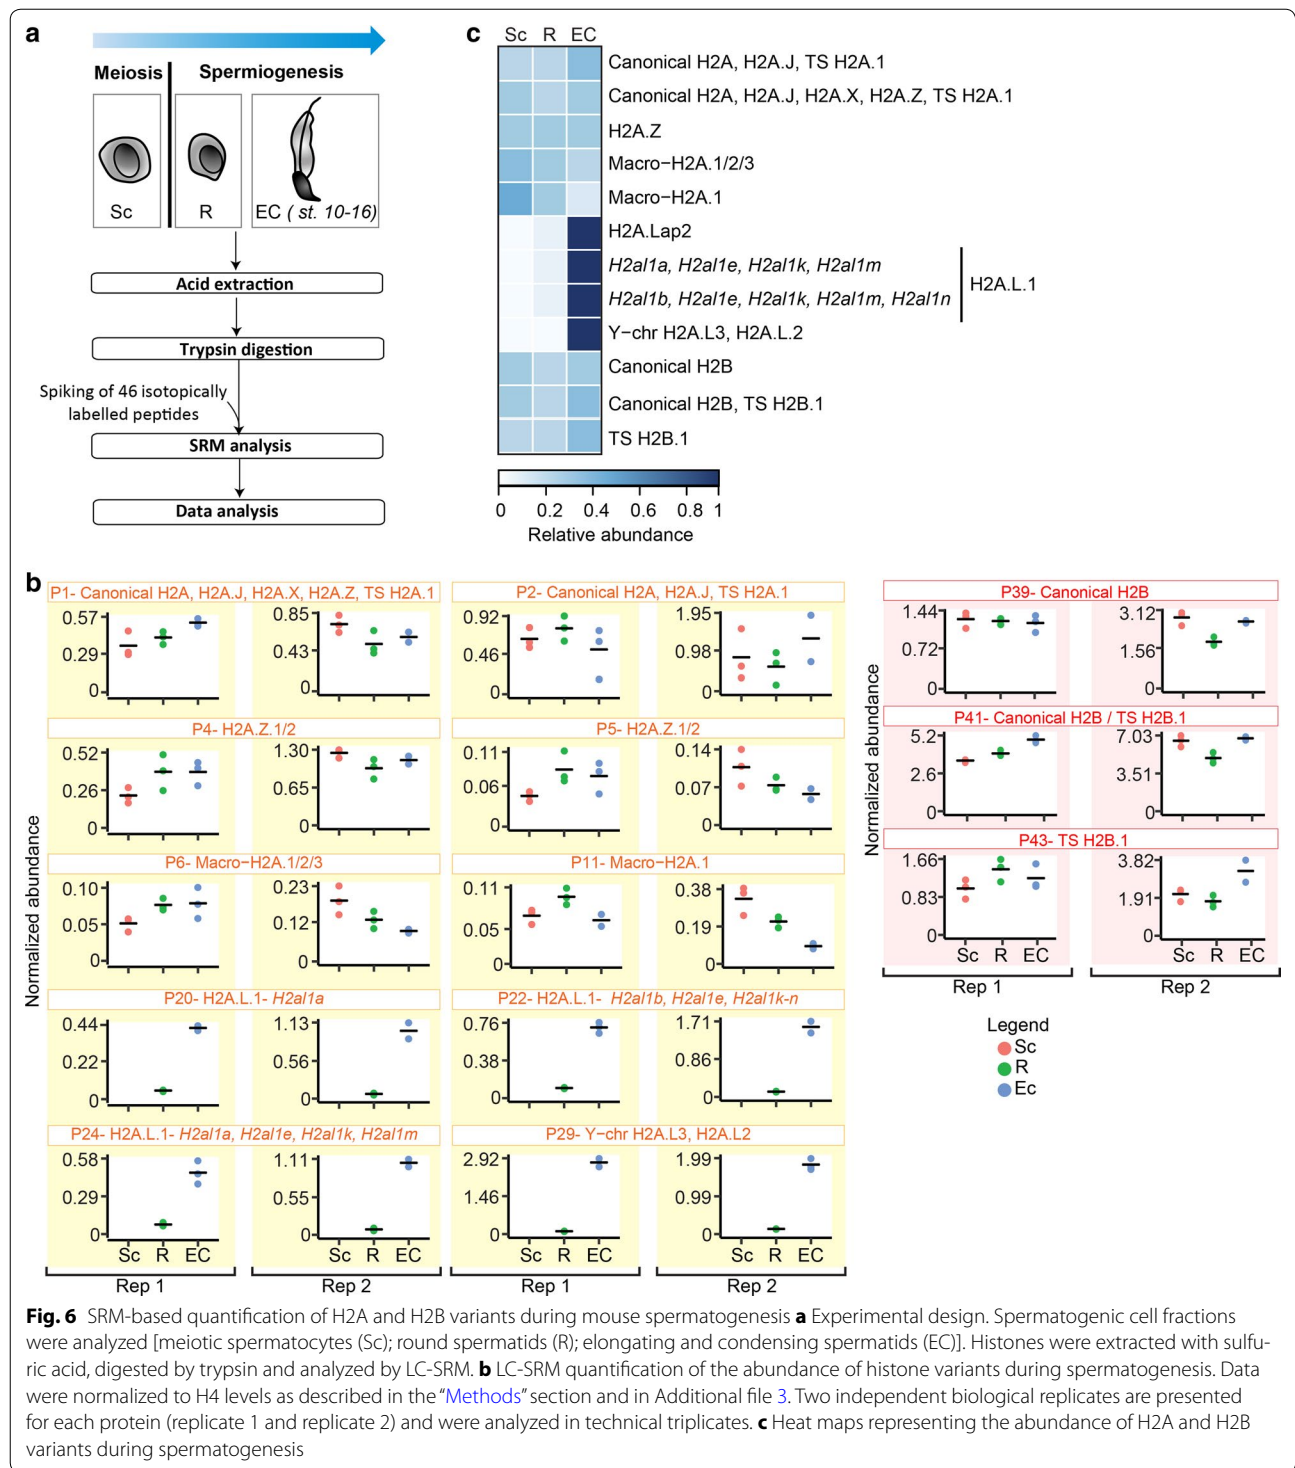 a
Meiosis
Spermiogenesis
Sc
R
EC ( st. 10-16)
Acid extraction
Trypsin digestion
Spiking of 46 isotopically
labelled peptides
SRM analysis
Data analysis
c
Sc R EC
Canonical H2A, H2A.J, TS H2A.1
Canonical H2A, H2A.J, H2A.X, H2A.Z, TS H2A.1
H2A.Z
Macro−H2A.1/2/3
Macro−H2A.1
H2A.Lap2
H2al1a, H2al1e, H2al1k, H2al1m
H2al1b, H2al1e, H2al1k, H2al1m, H2al1n
H2A.L.1
Y−chr H2A.L3, H2A.L.2
Canonical H2B
Canonical H2B, TS H2B.1
TS H2B.1
0 0.2 0.4 0.6 0.8 1
Relative abundance
b
Normalized abundance
P1- Canonical H2A, H2A.J, H2A.X, H2A.Z, TS H2A.1
0.57
0.29
0
0.85
0.43
0
P2- Canonical H2A, H2A.J, TS H2A.1
0.92
0.46
0
1.95
0.98
0
P4- H2A.Z.1/2
0.52
0.26
0
1.30
0.65
0
P5- H2A.Z.1/2
0.11
0.06
0
0.14
0.07
0
P6- Macro−H2A.1/2/3
0.10
0.05
0
0.23
0.12
0
P11- Macro−H2A.1
0.11
0.05
0
0.38
0.19
0
P20- H2A.L.1- H2al1a
0.44
0.22
0
1.13
0.56
0
P22- H2A.L.1- H2al1b, H2al1e, H2al1k-n
0.76
0.38
0
1.71
0.86
0
P24- H2A.L.1- H2al1a, H2al1e, H2al1k, H2al1m
0.58
0.29
0
1.11
0.55
0
P29- Y−chr H2A.L3, H2A.L2
2.92
1.46
0
1.99
0.99
0
Sc R EC
Sc R EC
Sc R EC
Sc R EC
Rep 1
Rep 2
Rep 1
Rep 2
Normalized abundance
P39- Canonical H2B
1.44
0.72
0
3.12
1.56
0
P41- Canonical H2B / TS H2B.1
5.2
2.6
0
7.03
3.51
0
P43- TS H2B.1
1.66
0.83
0
3.82
1.91
0
Sc R EC
Sc R EC
Rep 1
Rep 2
Legend
Sc
R
Ec
Fig. 6 SRM-based quantification of H2A and H2B variants during mouse spermatogenesis a Experimental design. Spermatogenic cell fractions
were analyzed [meiotic spermatocytes (Sc); round spermatids (R); elongating and condensing spermatids (EC)]. Histones were extracted with sulfu-
ric acid, digested by trypsin and analyzed by LC-SRM. b LC-SRM quantification of the abundance of histone variants during spermatogenesis. Data
were normalized to H4 levels as described in the “Methods” section and in Additional file 3. Two independent biological replicates are presented
for each protein (replicate 1 and replicate 2) and were analyzed in technical triplicates. c Heat maps representing the abundance of H2A and H2B
variants during spermatogenesis